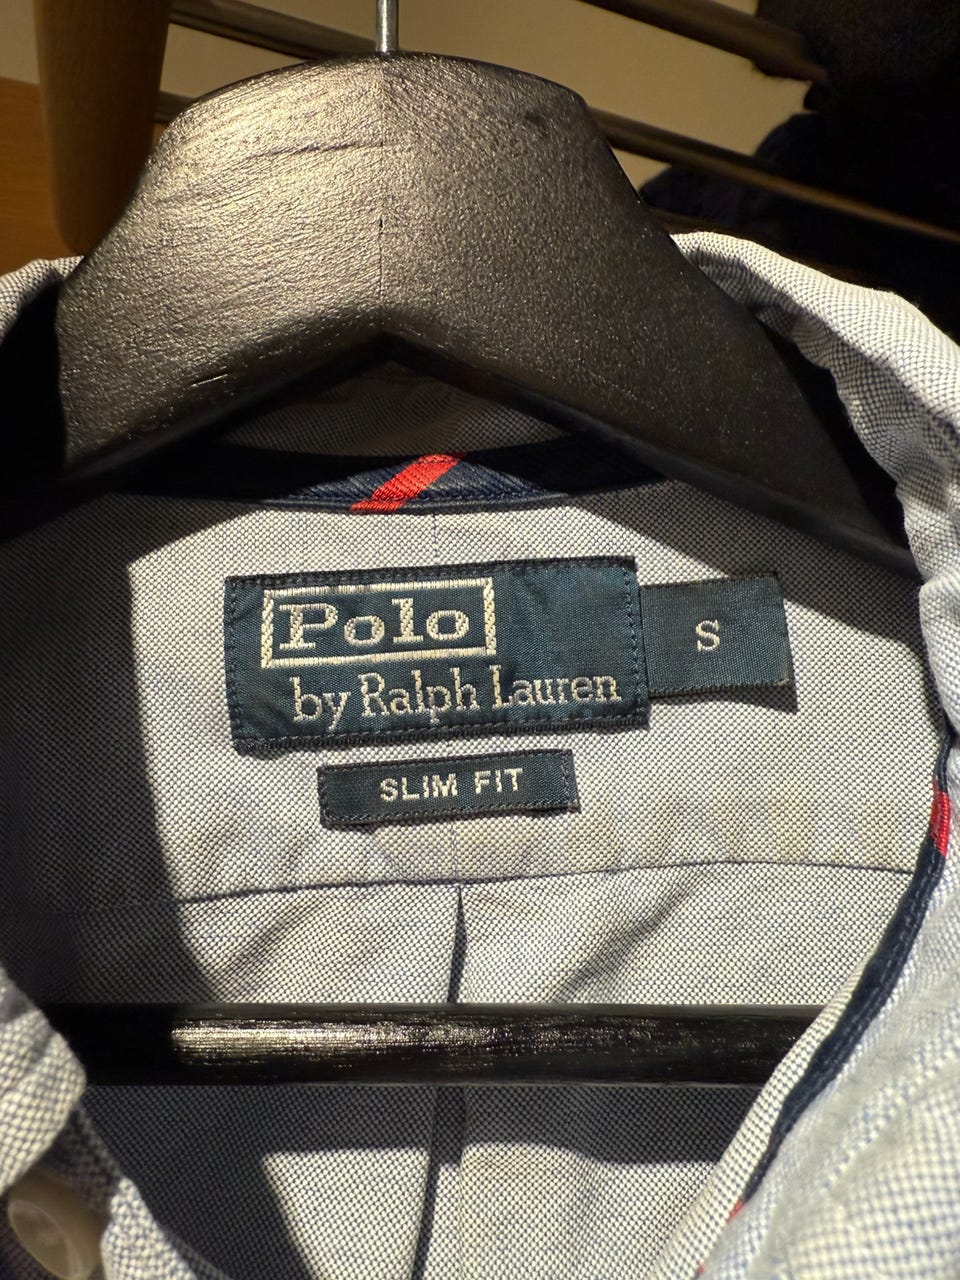 Polo
by Ralph Lauren
S
SLIM FIT